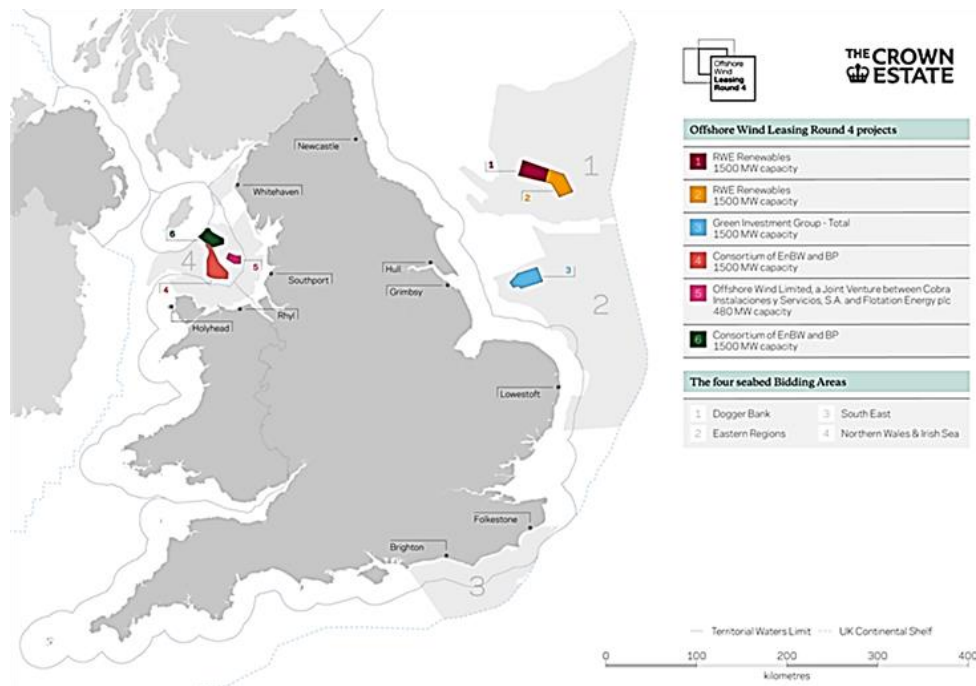 Offshore
Wind
Leasing
Round 4
THE CROWN
ESTATE
Offshore Wind Leasing Round 4 projects
1 RWE Renewables
1500 MW capacity
2 RWE Renewables
1500 MW capacity
3 Green Investment Group - Total
1500 MW capacity
4 Consortium of EnBW and BP
1500 MW capacity
5 Offshore Wind Limited, a Joint Venture between Cobra
Instalaciones y Servicios, S.A. and Flotation Energy plc
480 MW capacity
6 Consortium of EnBW and BP
1500 MW capacity
The four seabed Bidding Areas
1 Dogger Bank
2 Eastern Regions
3 South East
4 Northern Wales & Irish Sea
Newcastle
1
1
2
Whitehaven
6
4
5
4
Southport
Hull
Grimsby
3
2
Holyhead
Rhyl
Lowestoft
Folkestone
Brighton
3
Territorial Waters Limit
UK Continental Shelf
0 100 200 300 400
kilometres